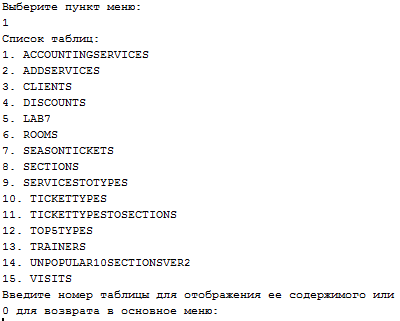 Выберите пункт меню:
1
Список таблиц:
1. ACCOUNTINGSERVICES
2. ADDSERVICES
3. CLIENTS
4. DISCOUNTS
5. LAB7
6. ROOMS
7. SEASONTICKETS
8. SECTIONS
9. SERVICESTOTYPES
10. TICKETTYPES
11. TICKETTYPESTOSECTIONS
12. TOP5TYPES
13. TRAINERS
14. UNPOPULAR10SECTIONSVER2
15. VISITS
Введите номер таблицы для отображения ее содержимого или
0 для возврата в основное меню: